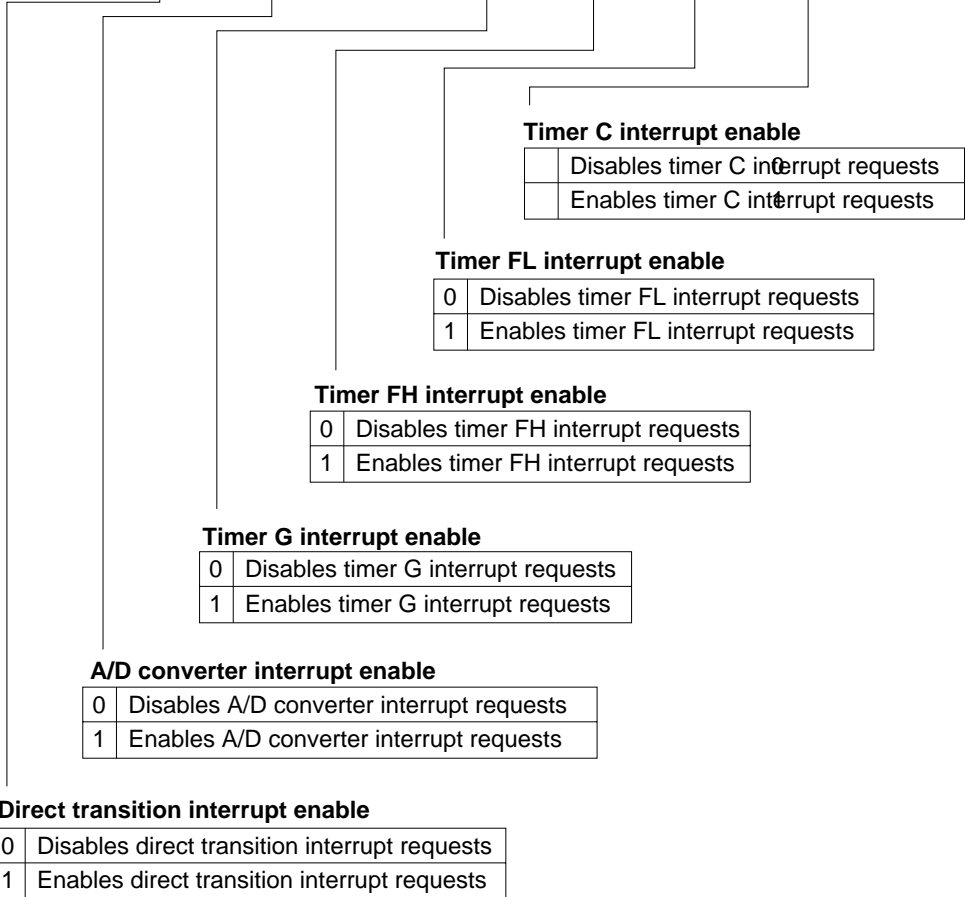 Timer C interrupt enable
0 Disables timer C interrupt requests
1 Enables timer C interrupt requests
Timer FL interrupt enable
0 Disables timer FL interrupt requests
1 Enables timer FL interrupt requests
Timer FH interrupt enable
0 Disables timer FH interrupt requests
1 Enables timer FH interrupt requests
Timer G interrupt enable
0 Disables timer G interrupt requests
1 Enables timer G interrupt requests
A/D converter interrupt enable
0 Disables A/D converter interrupt requests
1 Enables A/D converter interrupt requests
Direct transition interrupt enable
0 Disables direct transition interrupt requests
1 Enables direct transition interrupt requests